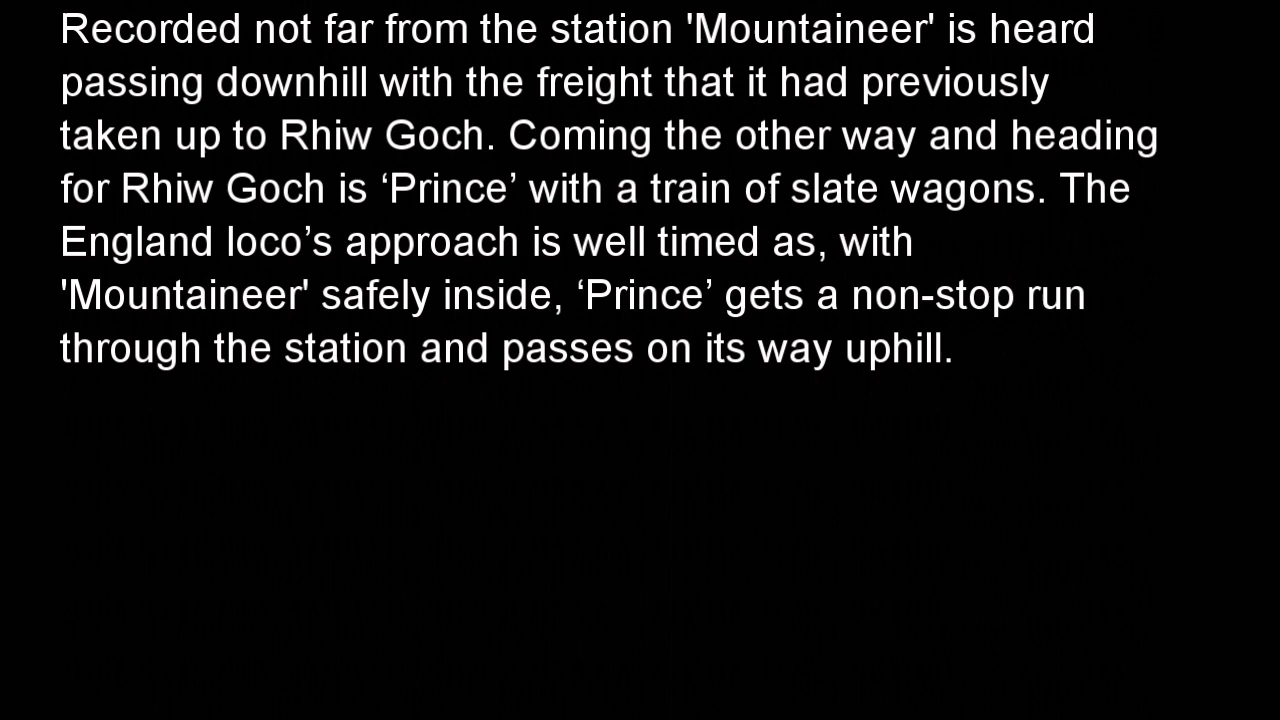 Recorded not far from the station 'Mountaineer' is heard
passing downhill with the freight that it had previously
taken up to Rhiw Goch. Coming the other way and heading
for Rhiw Goch is ‘Prince’ with a train of slate wagons. The
England loco’s approach is well timed as, with
'Mountaineer' safely inside, ‘Prince’ gets a non-stop run
through the station and passes on its way uphill.